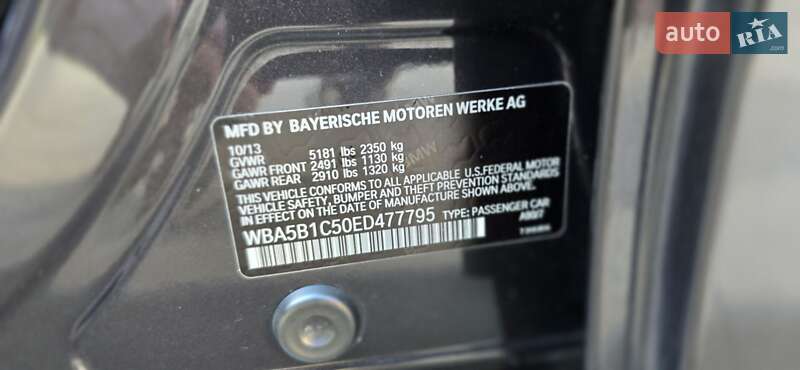 auto RIA .com
MFD BY BAYERISCHE MOTOREN WERKE AG
10/13
GVWR 5181 lbs 2350 kg
GAWR FRONT 2491 lbs 1130 kg
GAWR REAR 2910 lbs 1320 kg
THIS VEHICLE CONFORMS TO ALL APPLICABLE U.S.FEDERAL MOTOR
VEHICLE SAFETY, BUMPER AND THEFT PREVENTION STANDARDS
IN EFFECT ON THE DATE OF MANUFACTURE SHOWN ABOVE.
WBA5B1C50ED477795 TYPE: PASSENGER CAR